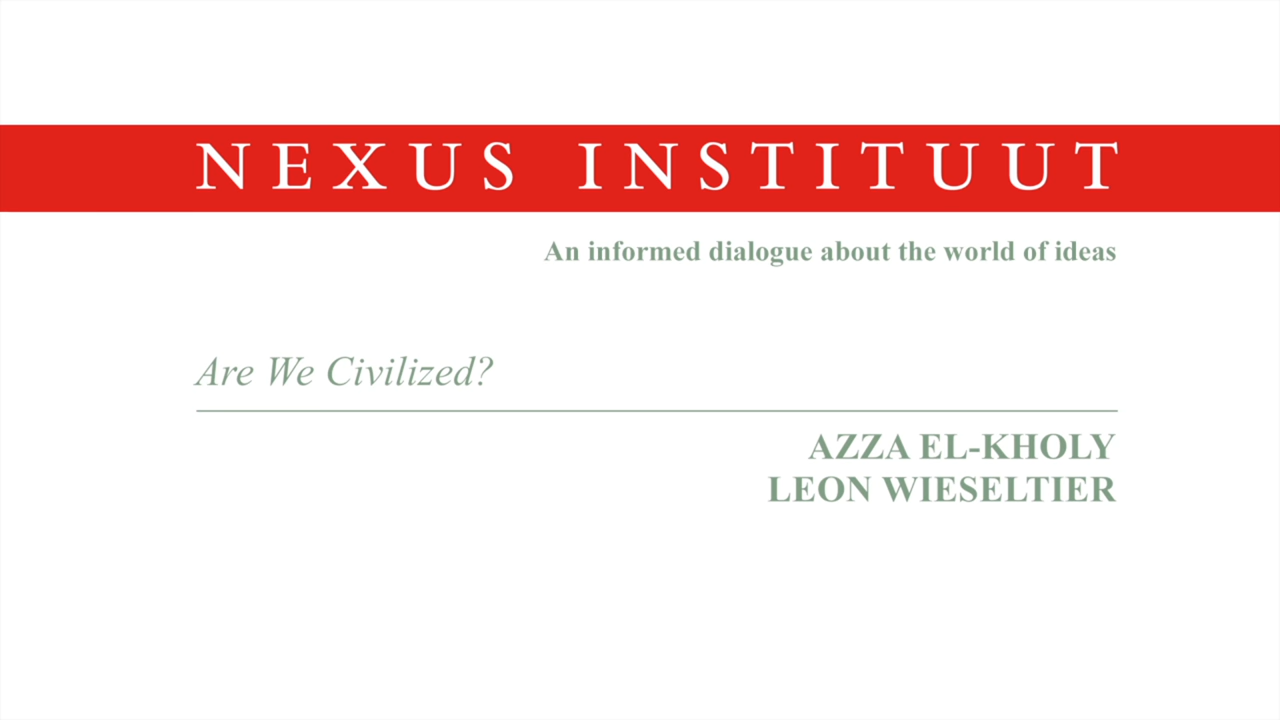 NEXUS INSTITUUT
An informed dialogue about the world of ideas
Are We Civilized?
AZZA EL-KHOLY
LEON WIESELTIER